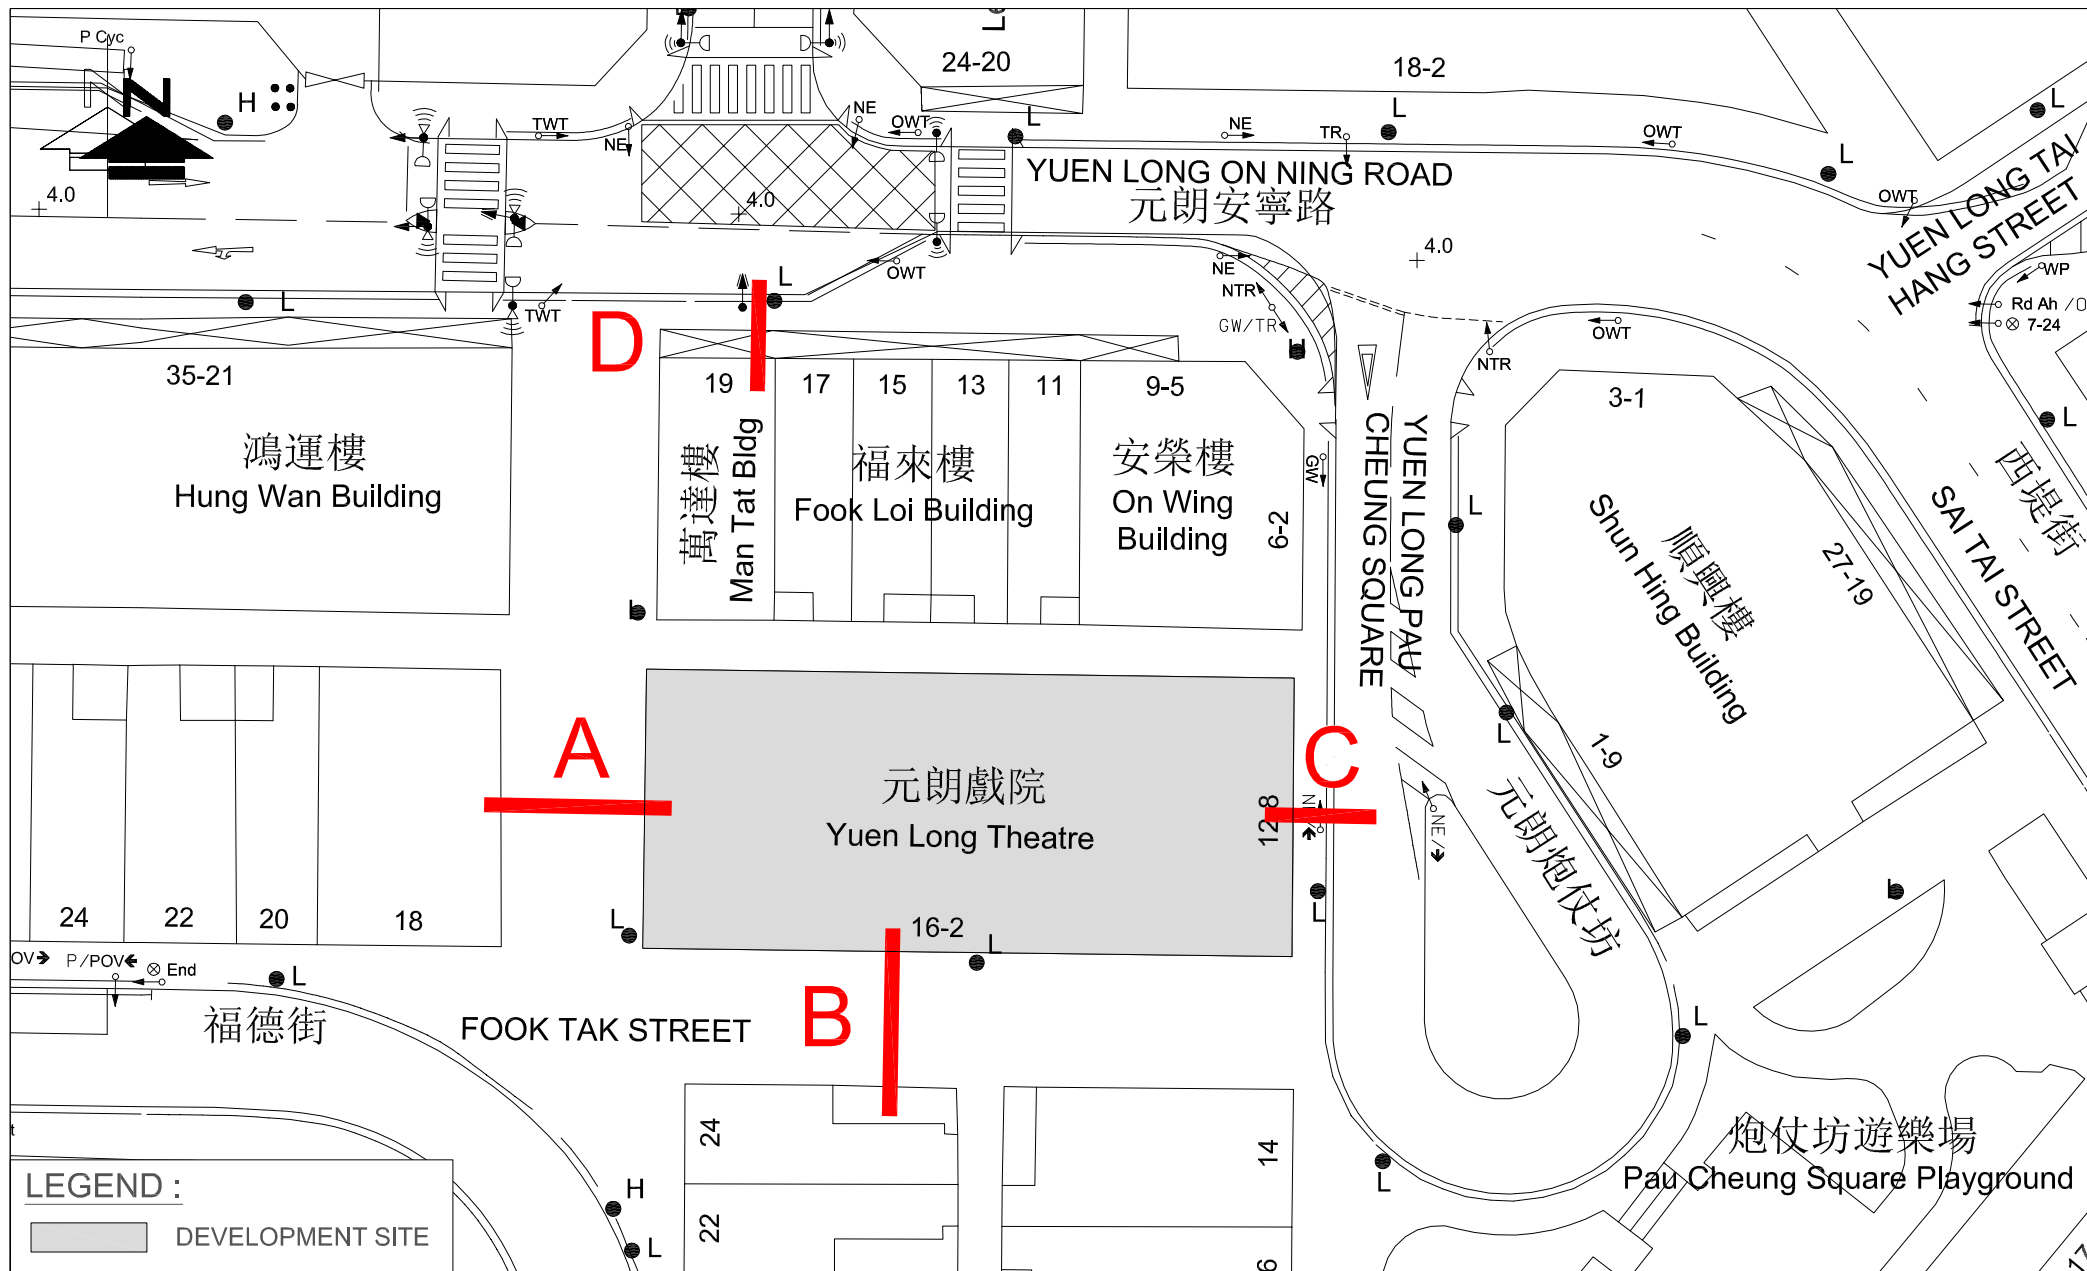 P Cyc
N
H
L
24-20
18-2
L
4.0
TWT
NE
NE
OWT
L
NE
TR
L
OWT
L
L
YUEN LONG ON NING ROAD
元朗安寧路
4.0
OWT
YUEN LONG TAI
HANG STREET
4.0
L
TWT
L
OWT
NE
NTR
GW/TR
H
NTR
OWT
WP
Rd Ah
7-24
L
D
35-21
鴻運樓
Hung Wan Building
19
17
15
13
11
9-5
萬達樓
Man Tat Bldg
福來樓
Fook Loi Building
安榮樓
On Wing
Building
6-2
GW
YUEN LONG PAU
CHEUNG SQUARE
L
3-1
順興樓
Shun Hing Building
27-19
1-9
西堤街
SAI TAI STREET
L
L
A
C
元朗戲院
Yuen Long Theatre
12-8
NE
元朗炮仗坊
L
24
22
20
18
L
16-2
L
L
OV
P/POV
End
L
福德街
FOOK TAK STREET
B
L
24
22
14
L
炮仗坊遊樂場
Pau Cheung Square Playground
17
H
L
LEGEND :
DEVELOPMENT SITE